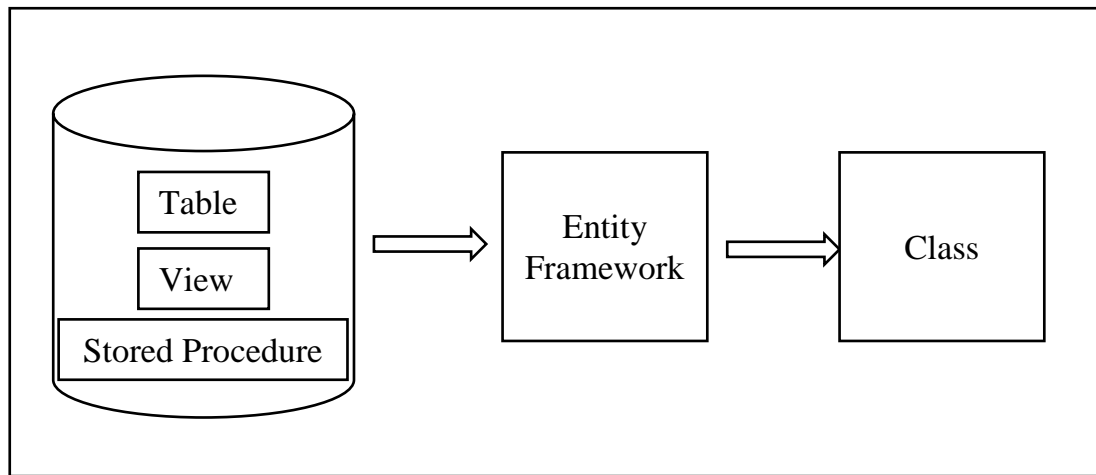 Table
View
Stored Procedure
Entity
Framework
Class